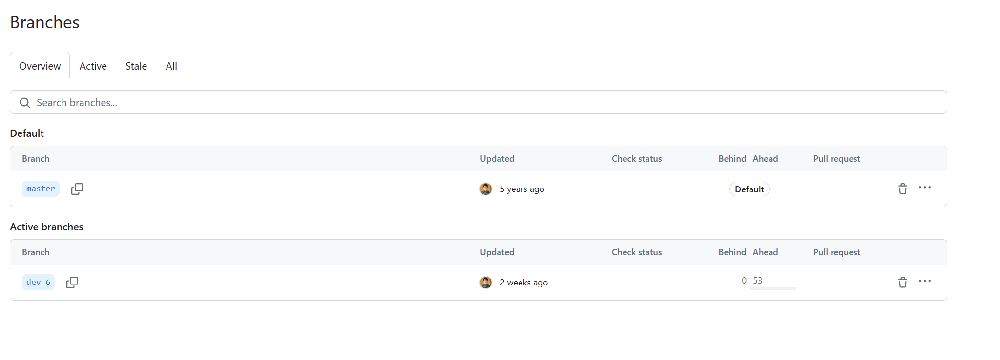 Branches
Overview Active Stale All
Search branches...
Default
Branch Updated Check status Behind Ahead Pull request
master 5 years ago Default
Active branches
Branch Updated Check status Behind Ahead Pull request
dev-6 2 weeks ago 0 53